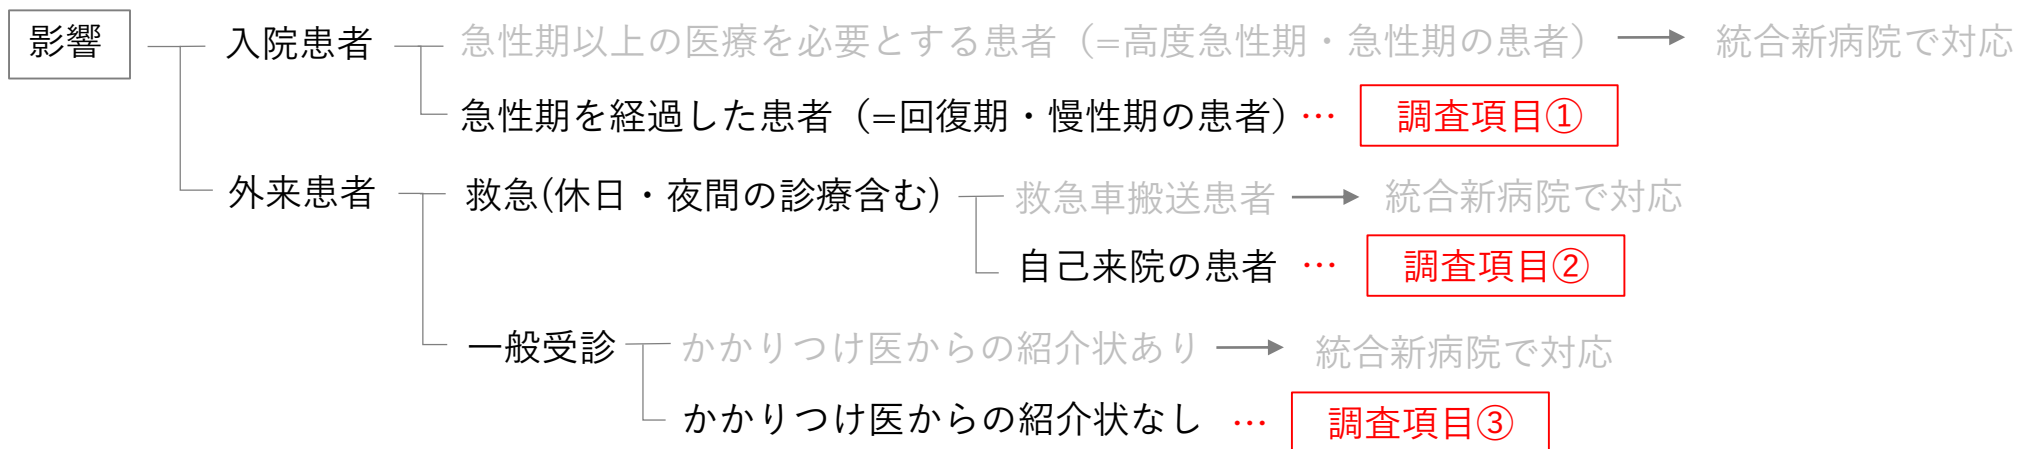 影響 入院患者 急性期以上の医療を必要とする患者（=高度急性期・急性期の患者） 統合新病院で対応
急性期を経過した患者（=回復期・慢性期の患者）… 調査項目①
外来患者 救急(休日・夜間の診療含む) 救急車搬送患者 統合新病院で対応
自己来院の患者 … 調査項目②
一般受診 かかりつけ医からの紹介状あり 統合新病院で対応
かかりつけ医からの紹介状なし … 調査項目③